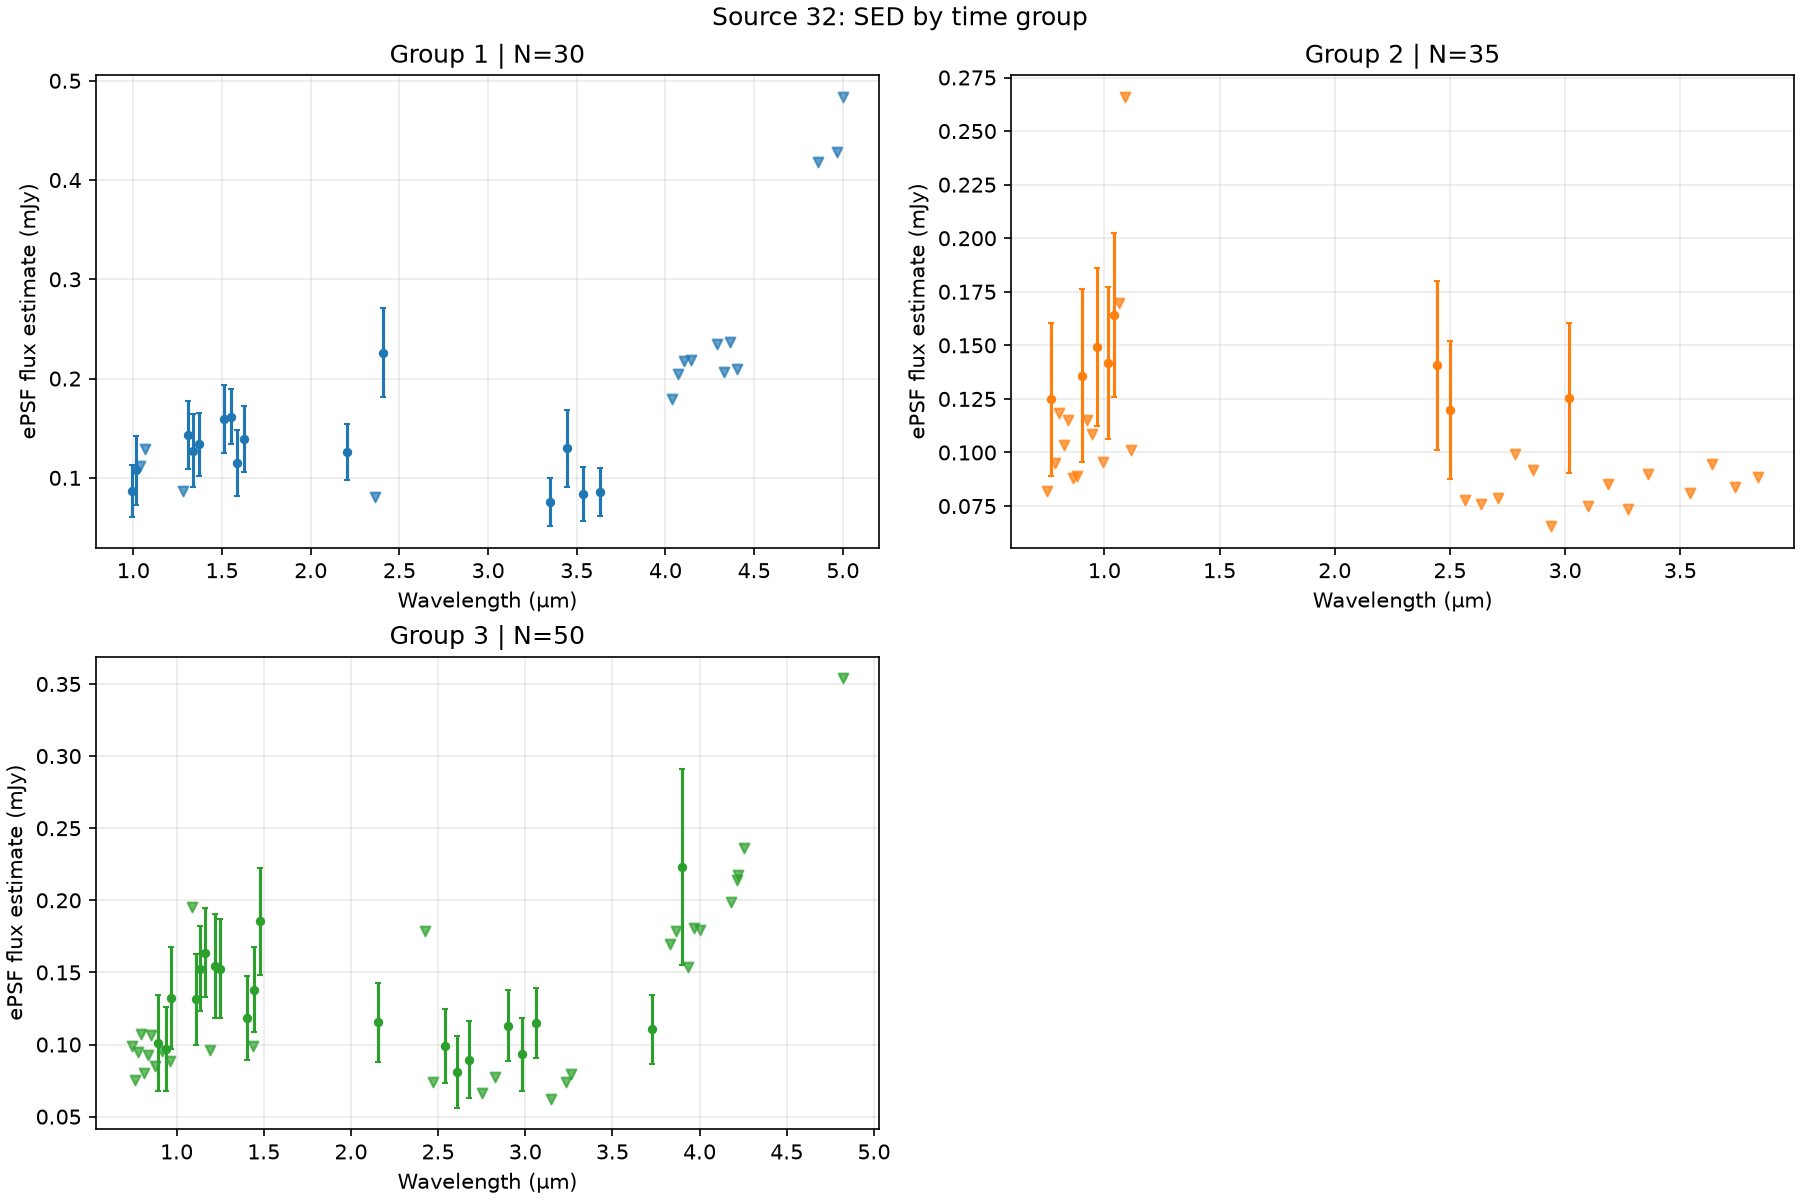 Source 32: SED by time group
Group 1 | N=30
ePSF flux estimate (mJy)
0.5
0.4
0.3
0.2
0.1
1.0 1.5 2.0 2.5 3.0 3.5 4.0 4.5 5.0
Wavelength (μm)
Group 2 | N=35
ePSF flux estimate (mJy)
0.275
0.250
0.225
0.200
0.175
0.150
0.125
0.100
0.075
1.0 1.5 2.0 2.5 3.0 3.5
Wavelength (μm)
Group 3 | N=50
ePSF flux estimate (mJy)
0.35
0.30
0.25
0.20
0.15
0.10
0.05
1.0 1.5 2.0 2.5 3.0 3.5 4.0 4.5 5.0
Wavelength (μm)